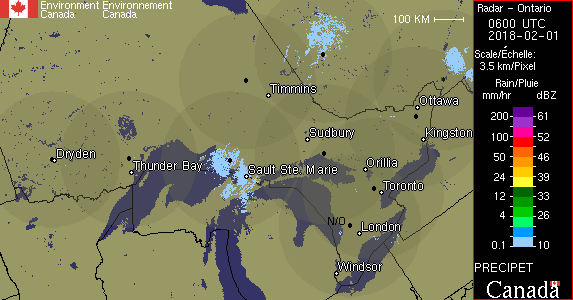 Environment Environnement
Canada Canada
100 KM
Timmins
Ottawa
Sudbury
Kingston
Dryden
Thunder Bay
Sault Ste. Marie
Orillia
Toronto
N/O
London
Windsor
Radar - Ontario
0600 UTC
2018-02-01
Scale/Échelle:
3.5 km/Pixel
Rain/Pluie
mm/hr dBZ
200 61
100 52
50 46
24 39
12 33
4 26
0.1 10
PRECIPET
Canada